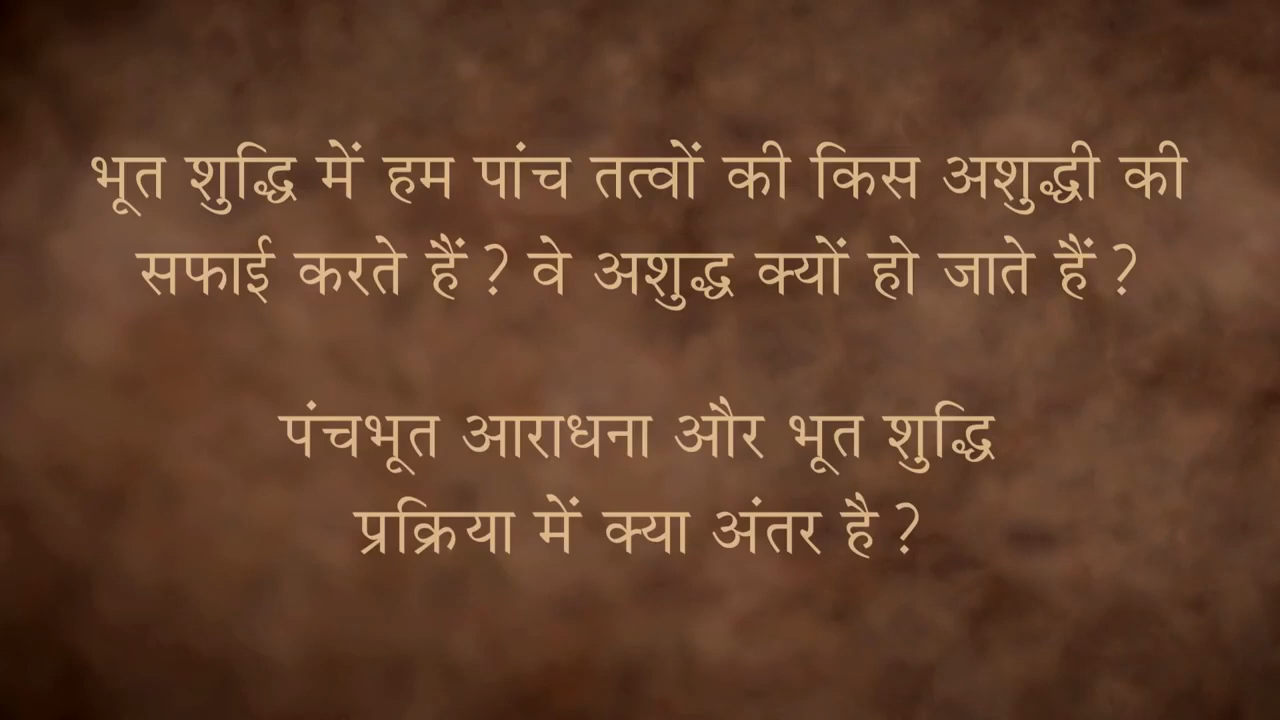 भूत शुद्धि में हम पांच तत्वों की किस अशुद्धी की
सफाई करते हैं ? वे अशुद्ध क्यों हो जाते हैं ?
पंचभूत आराधना और भूत शुद्धि
प्रक्रिया में क्या अंतर है ?